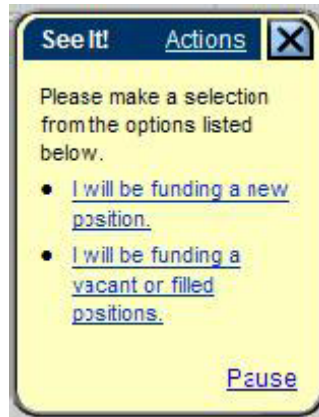 See It! Actions X
Please make a selection
from the options listed
below.
• I will be funding a new
position.
• I will be funding a
vacant or filled
positions.
Pause